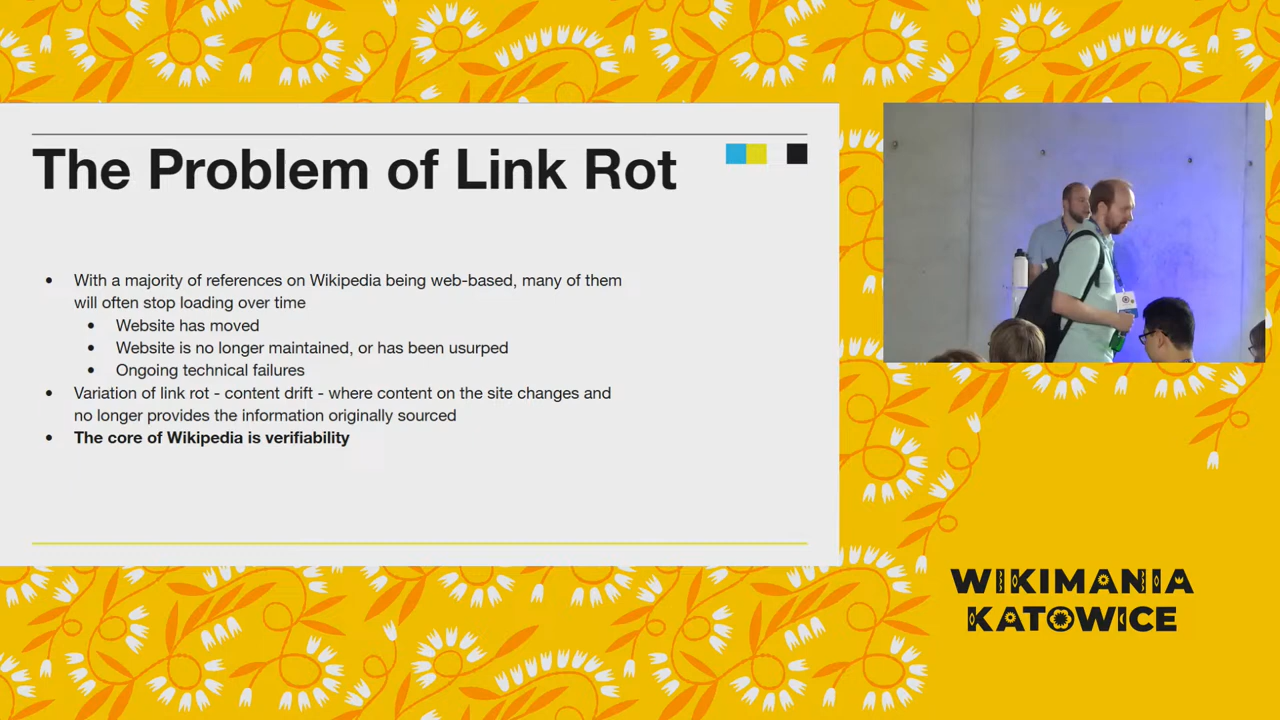 The Problem of Link Rot
• With a majority of references on Wikipedia being web-based, many of them
will often stop loading over time
• Website has moved
• Website is no longer maintained, or has been usurped
• Ongoing technical failures
• Variation of link rot - content drift - where content on the site changes and
no longer provides the information originally sourced
• The core of Wikipedia is verifiability
WIKIMANIA
KATOWICE